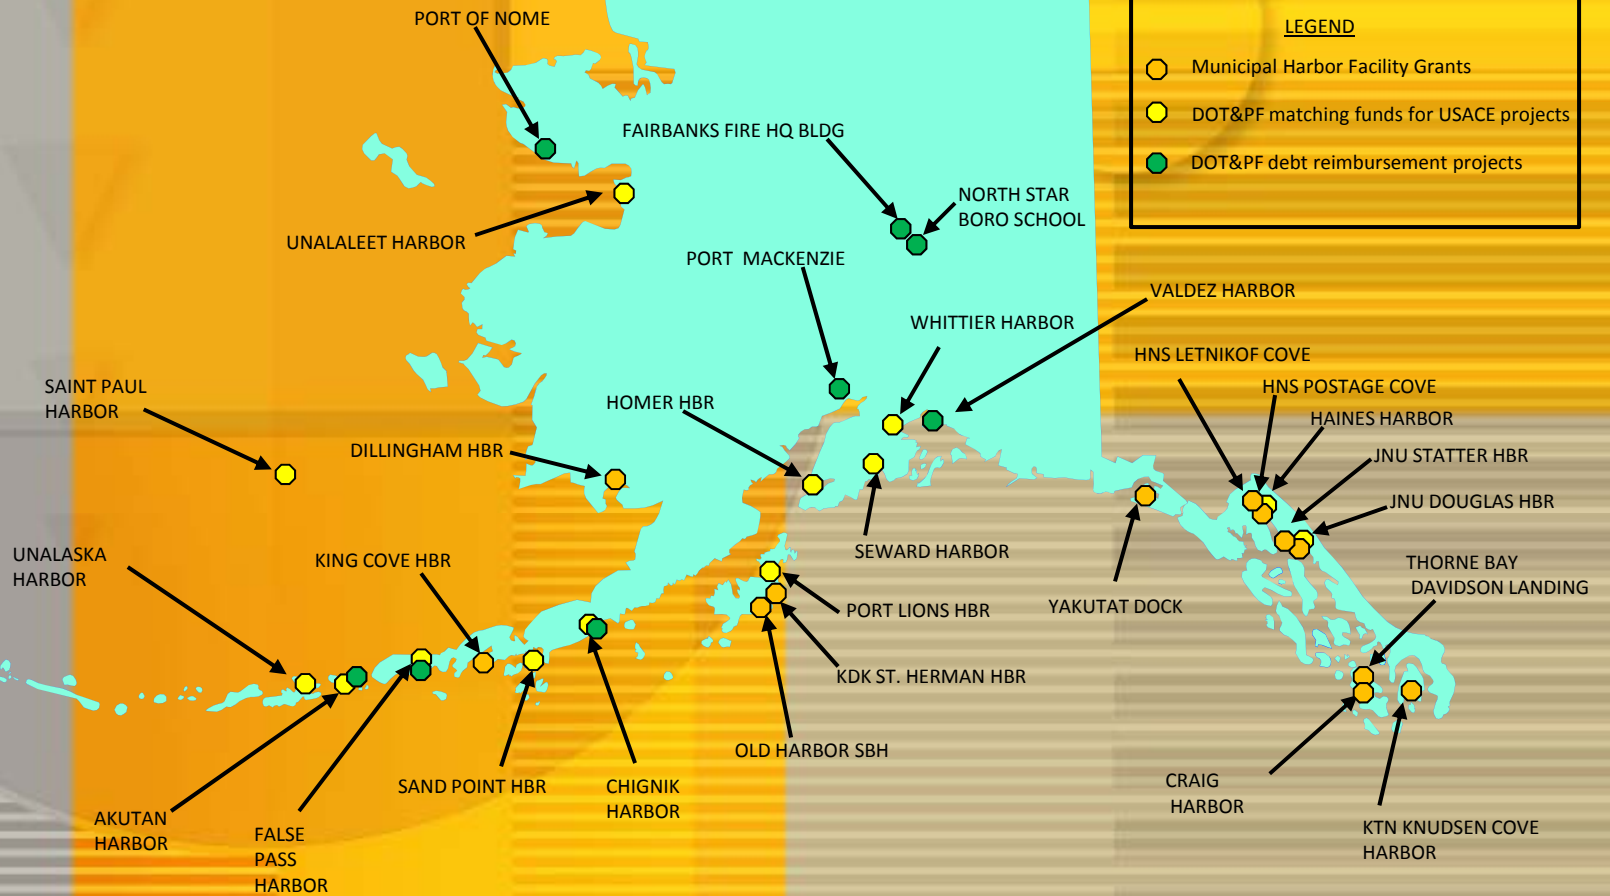 PORT OF NOME
LEGEND
Municipal Harbor Facility Grants
DOT&PF matching funds for USACE projects
DOT&PF debt reimbursement projects
FAIRBANKS FIRE HQ BLDG
NORTH STAR
BORO SCHOOL
UNALALEET HARBOR
PORT MACKENZIE
VALDEZ HARBOR
WHITTIER HARBOR
HNS LETNIKOF COVE
HNS POSTAGE COVE
HAINES HARBOR
JNU STATTER HBR
JNU DOUGLAS HBR
SAINT PAUL
HARBOR
HOMER HBR
DILLINGHAM HBR
UNALASKA
HARBOR
KING COVE HBR
SEWARD HARBOR
THORNE BAY
DAVIDSON LANDING
PORT LIONS HBR
YAKUTAT DOCK
KDK ST. HERMAN HBR
OLD HARBOR SBH
SAND POINT HBR
CHIGNIK
HARBOR
CRAIG
HARBOR
AKUTAN
HARBOR
FALSE
PASS
HARBOR
KTN KNUDSEN COVE
HARBOR